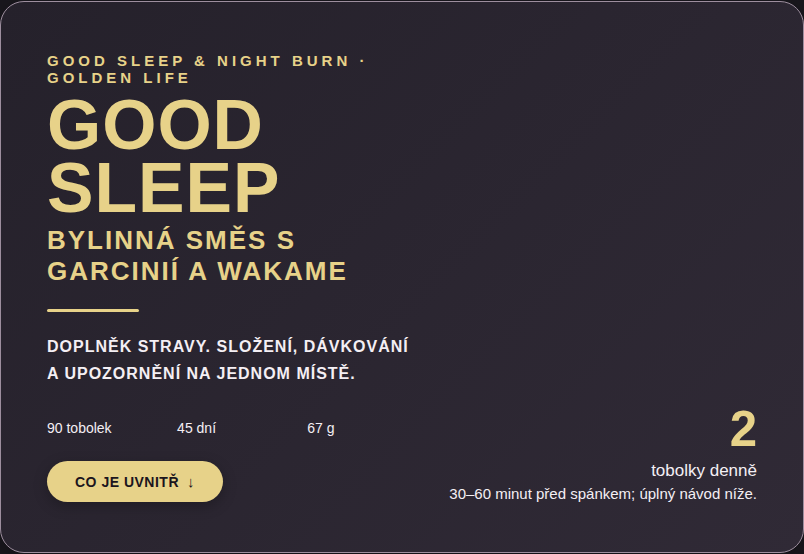 GOOD SLEEP & NIGHT BURN ·
GOLDEN LIFE
GOOD
SLEEP
BYLINNÁ SMĚS S
GARCINIÍ A WAKAME
DOPLNĚK STRAVY. SLOŽENÍ, DÁVKOVÁNÍ
A UPOZORNĚNÍ NA JEDNOM MÍSTĚ.
90 tobolek 45 dní 67 g
CO JE UVNITŘ ↓
2
tobolky denně
30–60 minut před spánkem; úplný návod níže.